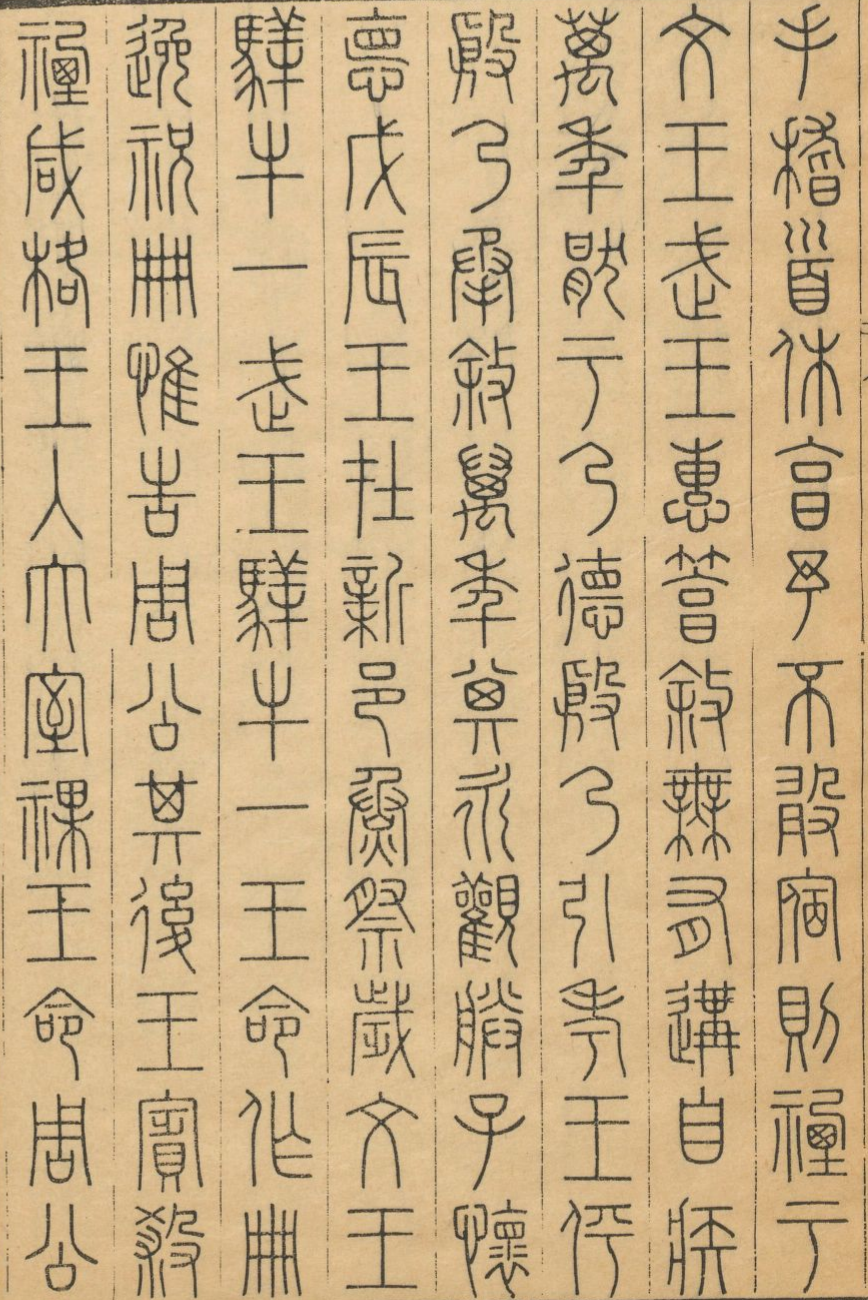 手稽首休享予不敢宿則禋于
文王武王惠篤敘無有遘自疾
萬年猒于乃德殷乃引考王伻
殷乃承敘萬年其永觀朕子懷
悳戊辰王在新邑烝祭歲文王
騂牛一武王騂牛一王命作冊
逸祝冊惟告周公其後王賓殺
禋咸格王入太室祼王命周公